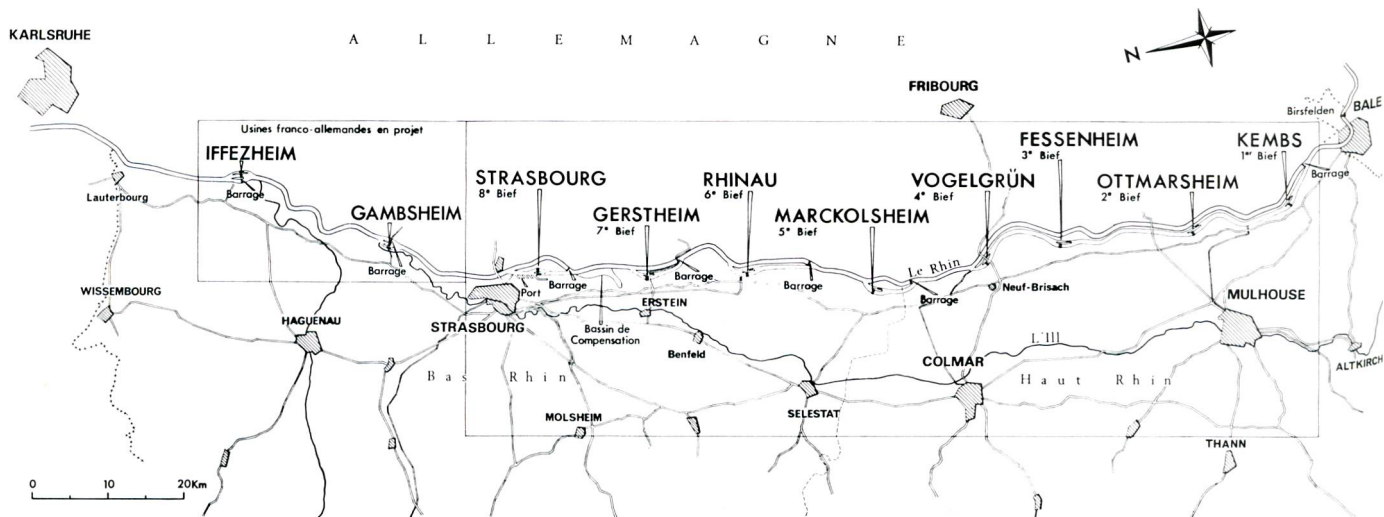 KARLSRUHE
A L L E M A G N E
N
FRIBOURG
Birsfelden
BALE
Usines franco-allemandes en projet
IFFEZHEIM
Barrage
Lauterbourg
GAMBSHEIM
Barrage
STRASBOURG
8e Bief
GERSTHEIM
7e Bief
RHINAU
6e Bief
MARCKOLSHEIM
5e Bief
VOGELGRÜN
4e Bief
FESSENHEIM
3e Bief
OTTMARSHEIM
2e Bief
KEMBS
1er Bief
Barrage
Barrage
Barrage
Barrage
Le Rhin
Barrage
Port
WISSEMBOURG
HAGUENAU
STRASBOURG
ERSTEIN
Bassin de
Compensation
Benfeld
Neuf-Brisach
MULHOUSE
L'Ill
COLMAR
ALTKIRCH
Bas Rhin
Haut Rhin
MOLSHEIM
SELESTAT
THANN
0 10 20Km